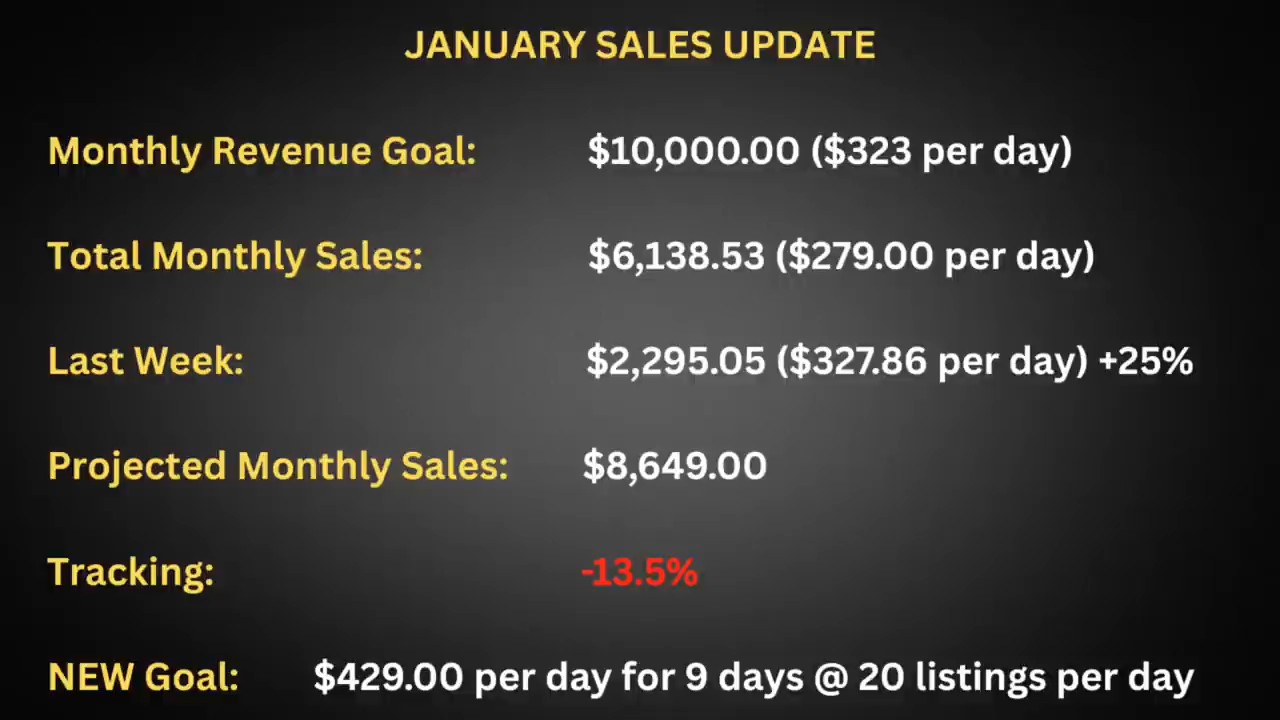 JANUARY SALES UPDATE
Monthly Revenue Goal: $10,000.00 ($323 per day)
Total Monthly Sales: $6,138.53 ($279.00 per day)
Last Week: $2,295.05 ($327.86 per day) +25%
Projected Monthly Sales: $8,649.00
Tracking: -13.5%
NEW Goal: $429.00 per day for 9 days @ 20 listings per day